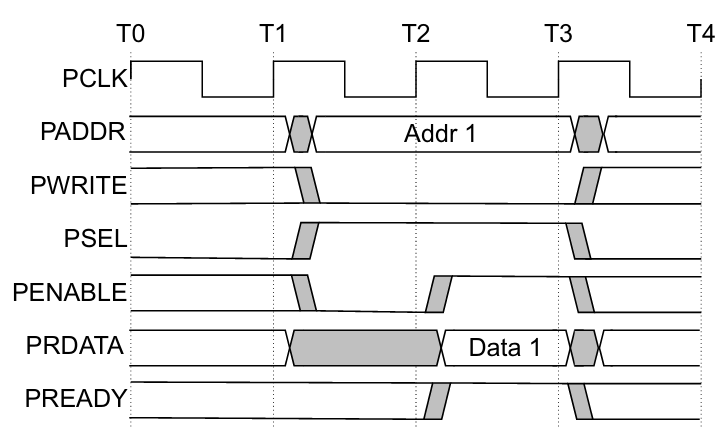 T0 T1 T2 T3 T4
PCLK
PADDR Addr 1
PWRITE
PSEL
PENABLE
PRDATA Data 1
PREADY